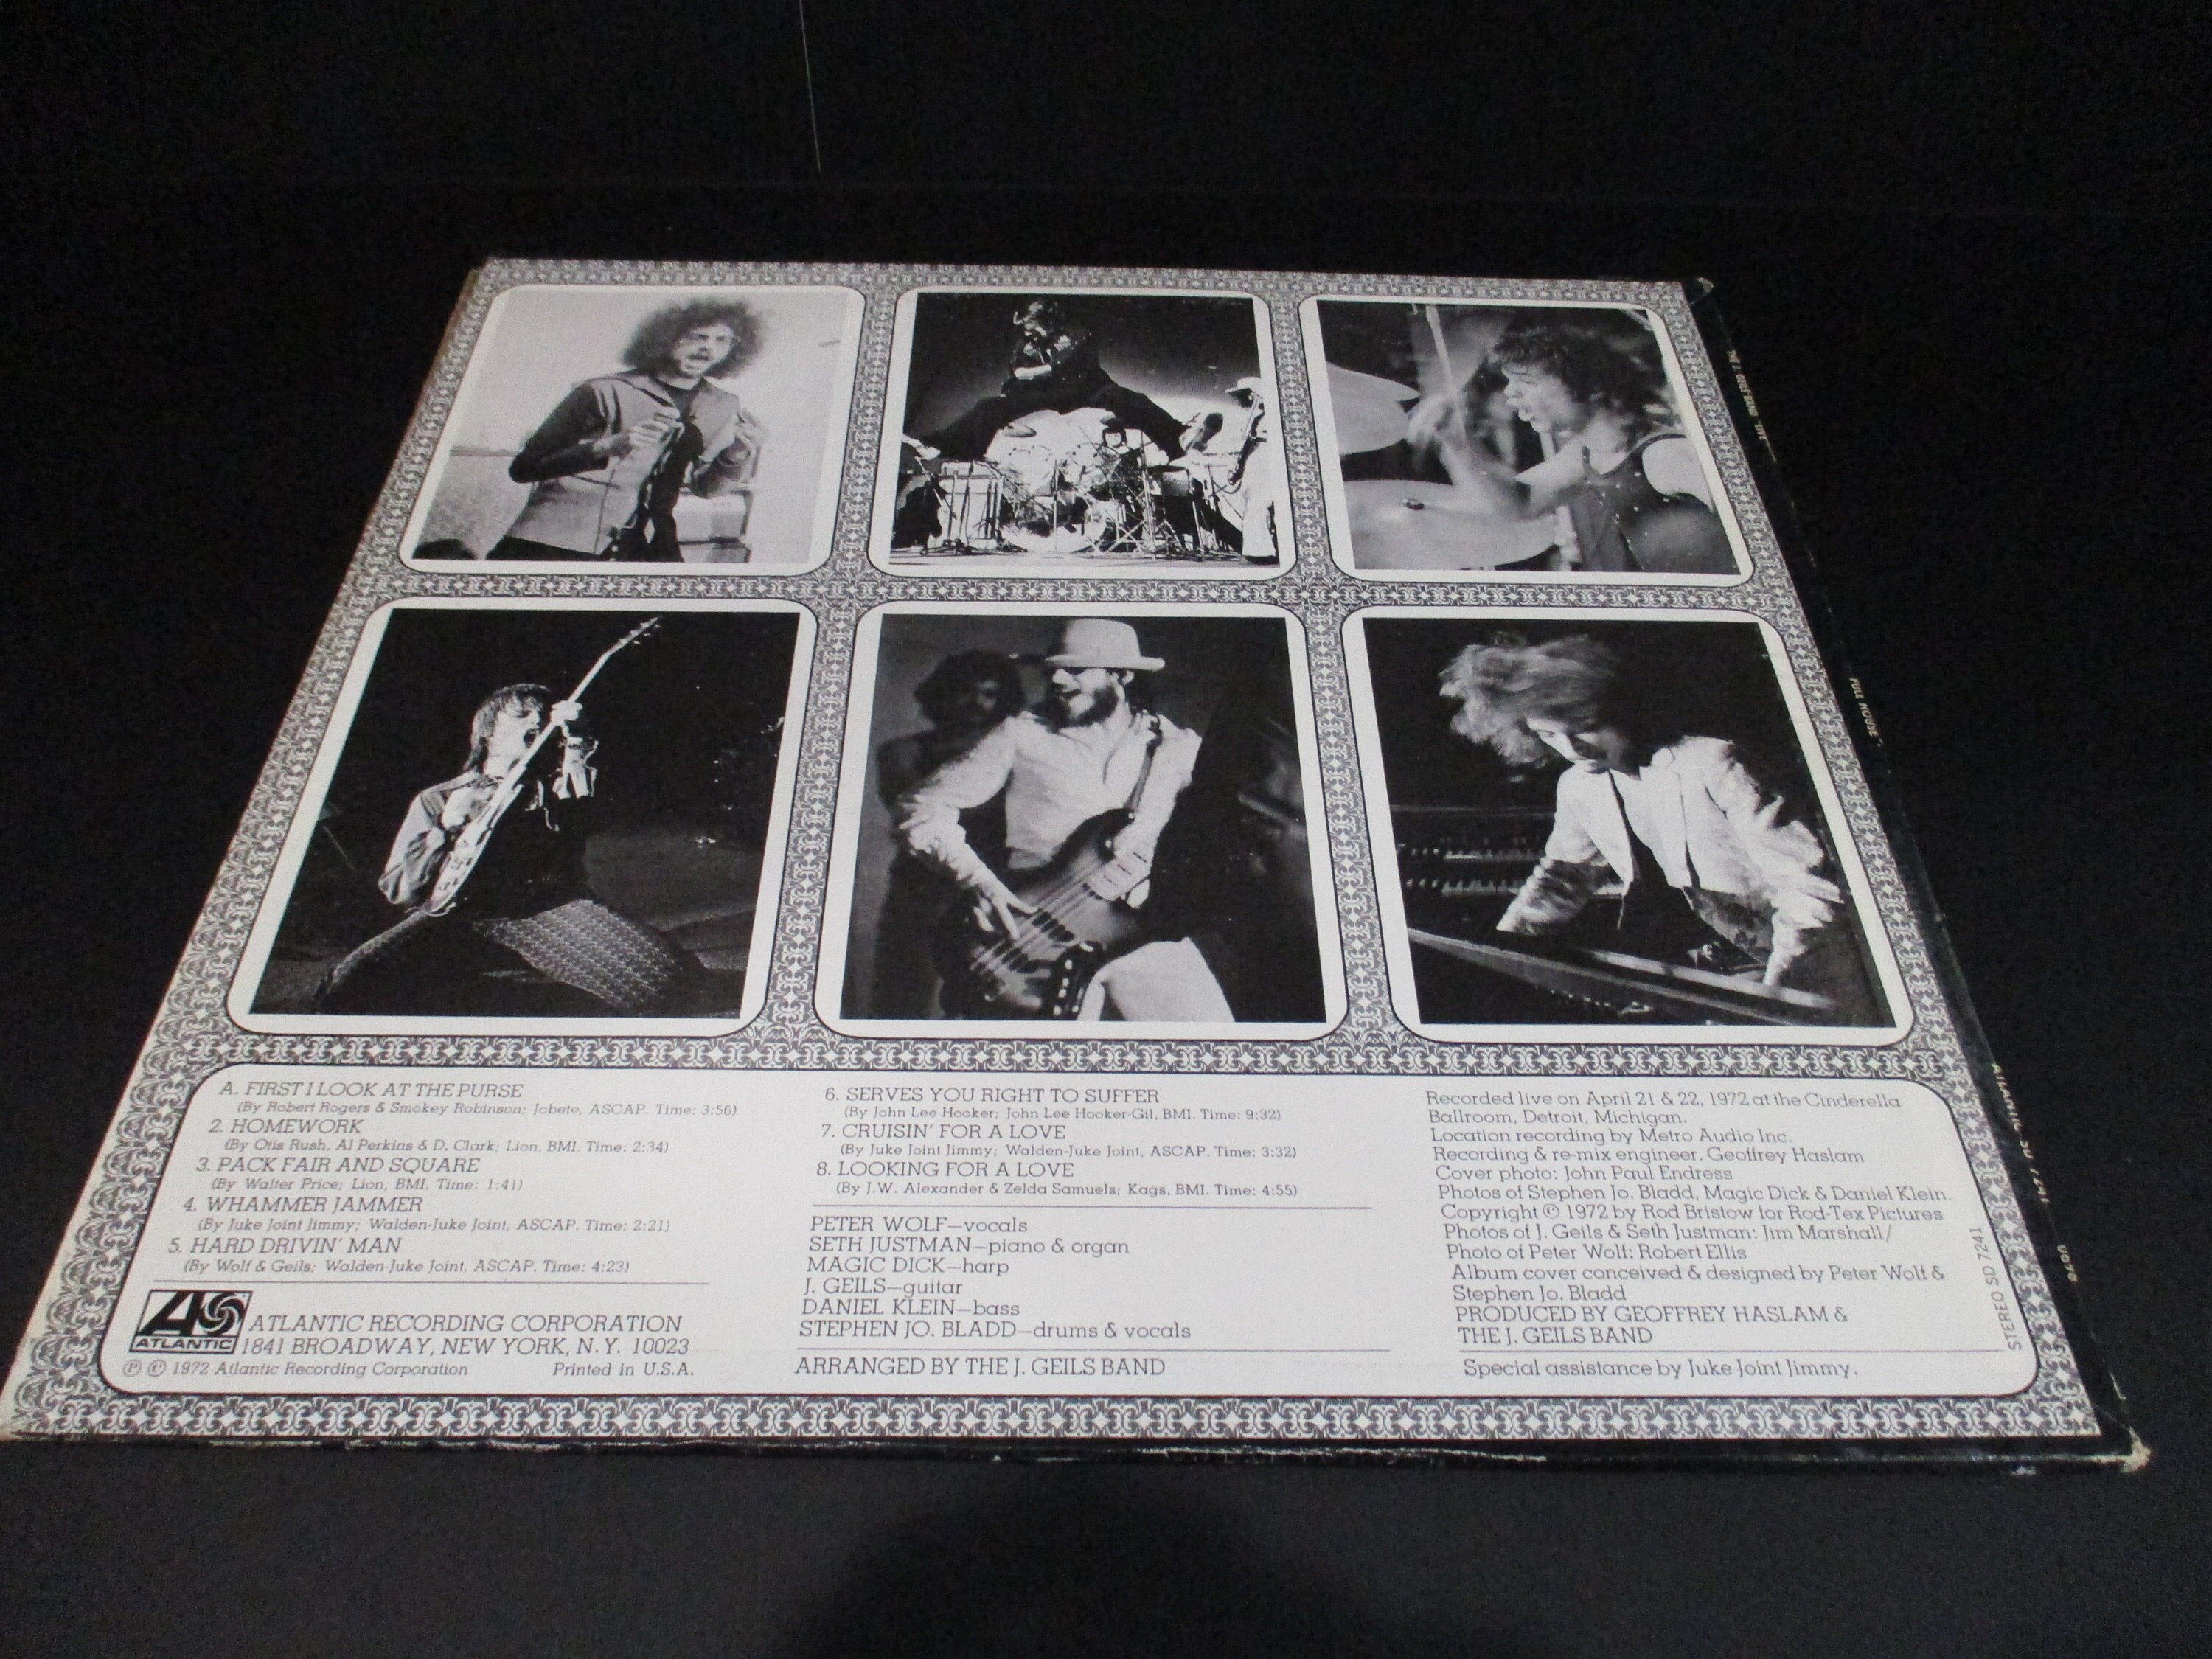 A. FIRST I LOOK AT THE PURSE
(By Robert Rogers & Smokey Robinson; Jobete, ASCAP. Time: 3:56)
2. HOMEWORK
(By Otis Rush, Al Perkins & D. Clark; Lion, BMI. Time: 2:34)
3. PACK FAIR AND SQUARE
(By Walter Price; Lion, BMI. Time: 1:41)
4. WHAMMER JAMMER
(By Juke Joint Jimmy; Walden-Juke Joint, ASCAP. Time: 2:21)
5. HARD DRIVIN' MAN
(By Wolf & Geils; Walden-Juke Joint, ASCAP. Time: 4:23)
ATLANTIC
ATLANTIC RECORDING CORPORATION
1841 BROADWAY, NEW YORK, N.Y. 10023
Ⓟ © 1972 Atlantic Recording Corporation Printed in U.S.A.
6. SERVES YOU RIGHT TO SUFFER
(By John Lee Hooker; John Lee Hooker-Gil, BMI. Time: 9:32)
7. CRUISIN' FOR A LOVE
(By Juke Joint Jimmy; Walden-Juke Joint, ASCAP. Time: 3:32)
8. LOOKING FOR A LOVE
(By J.W. Alexander & Zelda Samuels; Kags, BMI. Time: 4:55)
PETER WOLF—vocals
SETH JUSTMAN—piano & organ
MAGIC DICK—harp
J. GEILS—guitar
DANIEL KLEIN—bass
STEPHEN JO. BLADD—drums & vocals
ARRANGED BY THE J. GEILS BAND
Recorded live on April 21 & 22, 1972 at the Cinderella
Ballroom, Detroit, Michigan.
Location recording by Metro Audio Inc.
Recording & re-mix engineer, Geoffrey Haslam
Cover photo: John Paul Endress
Photos of Stephen Jo. Bladd, Magic Dick & Daniel Klein.
Copyright © 1972 by Rod Bristow for Rod-Tex Pictures
Photos of J. Geils & Seth Justman: Jim Marshall/
Photo of Peter Wolf: Robert Ellis
Album cover conceived & designed by Peter Wolf &
Stephen Jo. Bladd
PRODUCED BY GEOFFREY HASLAM &
THE J. GEILS BAND
Special assistance by Juke Joint Jimmy.
STEREO SD 7241
THE J. GEILS BAND "LIVE"
FULL HOUSE
ATLANTIC SD 7241